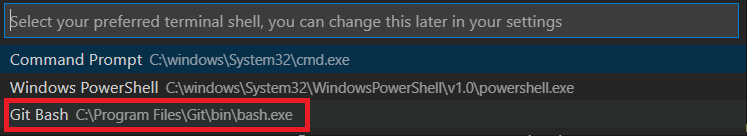 Select your preferred terminal shell, you can change this later in your settings
Command Prompt C:\windows\System32\cmd.exe
Windows PowerShell C:\windows\System32\WindowsPowerShell\v1.0\powershell.exe
Git Bash C:\Program Files\Git\bin\bash.exe